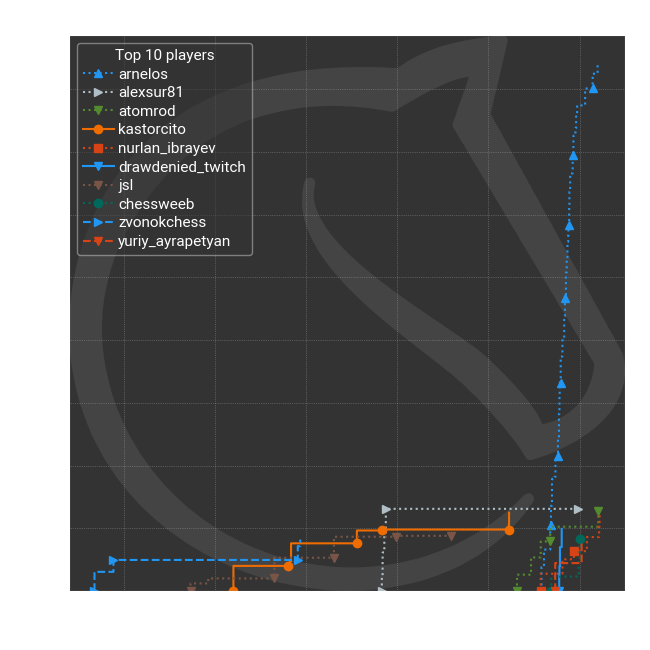 Top 10 players
arnelos
alexsur81
atomrod
kastorcito
nurlan_ibrayev
drawdenied_twitch
jsl
chessweeb
zvonokchess
yuriy_ayrapetyan